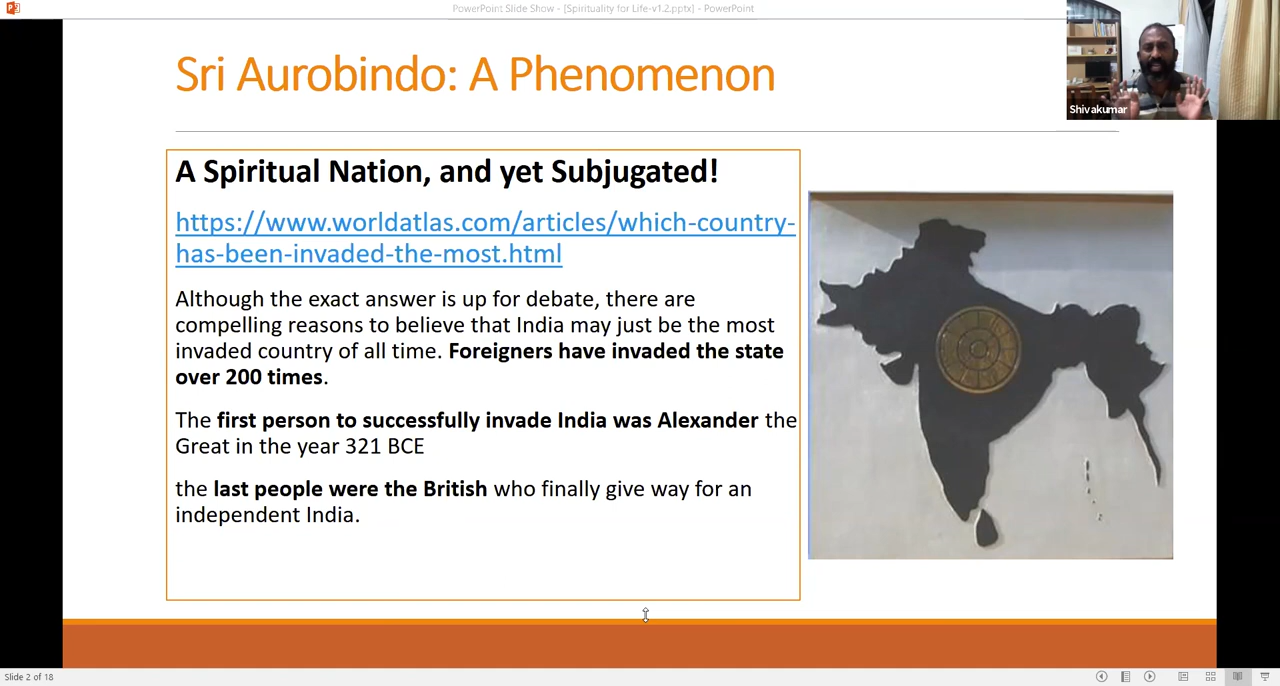 PowerPoint Slide Show - [Spirituality for Life-v1.2.pptx] - PowerPoint
Sri Aurobindo: A Phenomenon
Shivakumar
A Spiritual Nation, and yet Subjugated!
https://www.worldatlas.com/articles/which-country-
has-been-invaded-the-most.html
Although the exact answer is up for debate, there are
compelling reasons to believe that India may just be the most
invaded country of all time. Foreigners have invaded the state
over 200 times.
The first person to successfully invade India was Alexander the
Great in the year 321 BCE
the last people were the British who finally give way for an
independent India.
Slide 2 of 18